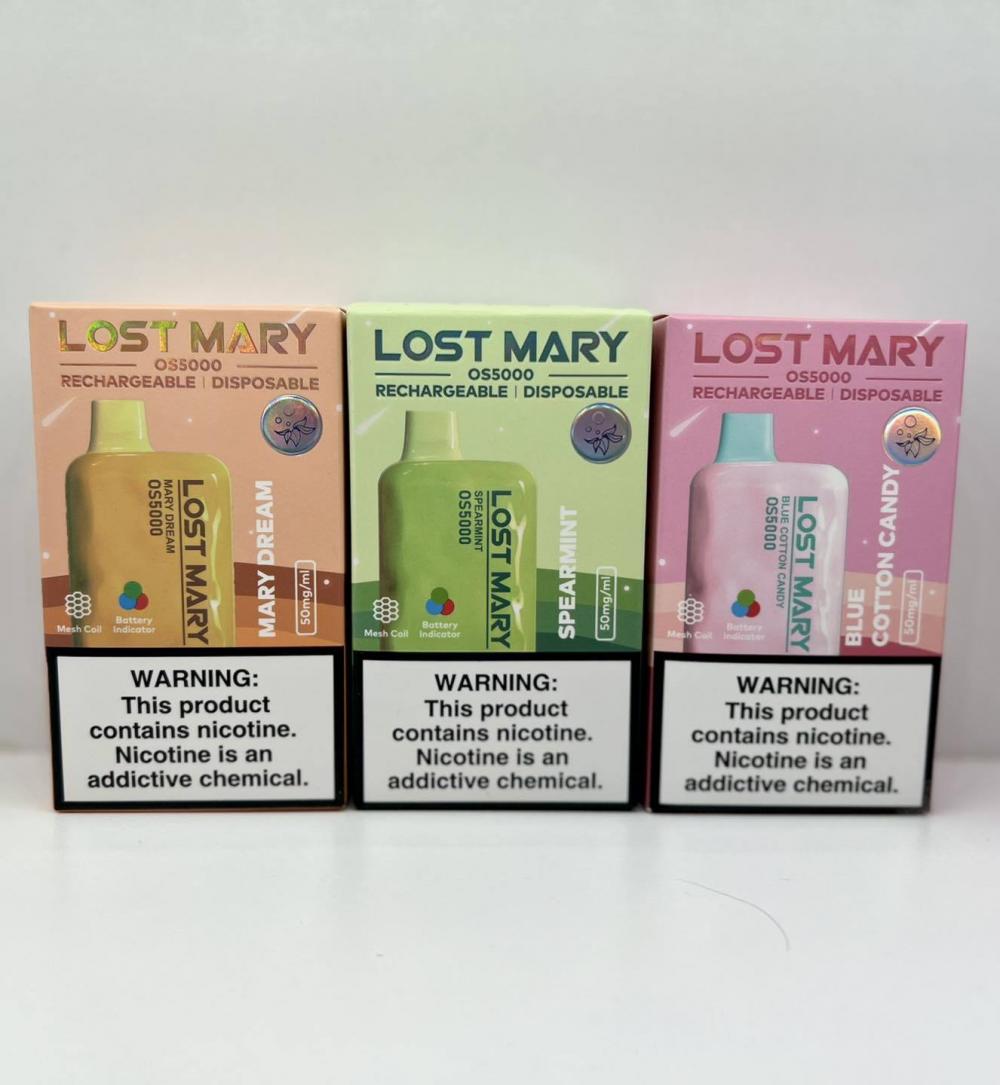 LOST MARY
OS5000
RECHARGEABLE | DISPOSABLE
LOST MARY
MARY DREAM
OS5000
MARY DREAM
50mg/ml
Mesh Coil
Battery
Indicator
WARNING:
This product
contains nicotine.
Nicotine is an
addictive chemical.
LOST MARY
OS5000
RECHARGEABLE | DISPOSABLE
LOST MARY
SPEARMINT
OS5000
SPEARMINT
50mg/ml
Mesh Coil
Battery
Indicator
WARNING:
This product
contains nicotine.
Nicotine is an
addictive chemical.
LOST MARY
OS5000
RECHARGEABLE | DISPOSABLE
LOST MARY
BLUE COTTON CANDY
OS5000
BLUE
COTTON CANDY
50mg/ml
Mesh Coil
Battery
Indicator
WARNING:
This product
contains nicotine.
Nicotine is an
addictive chemical.